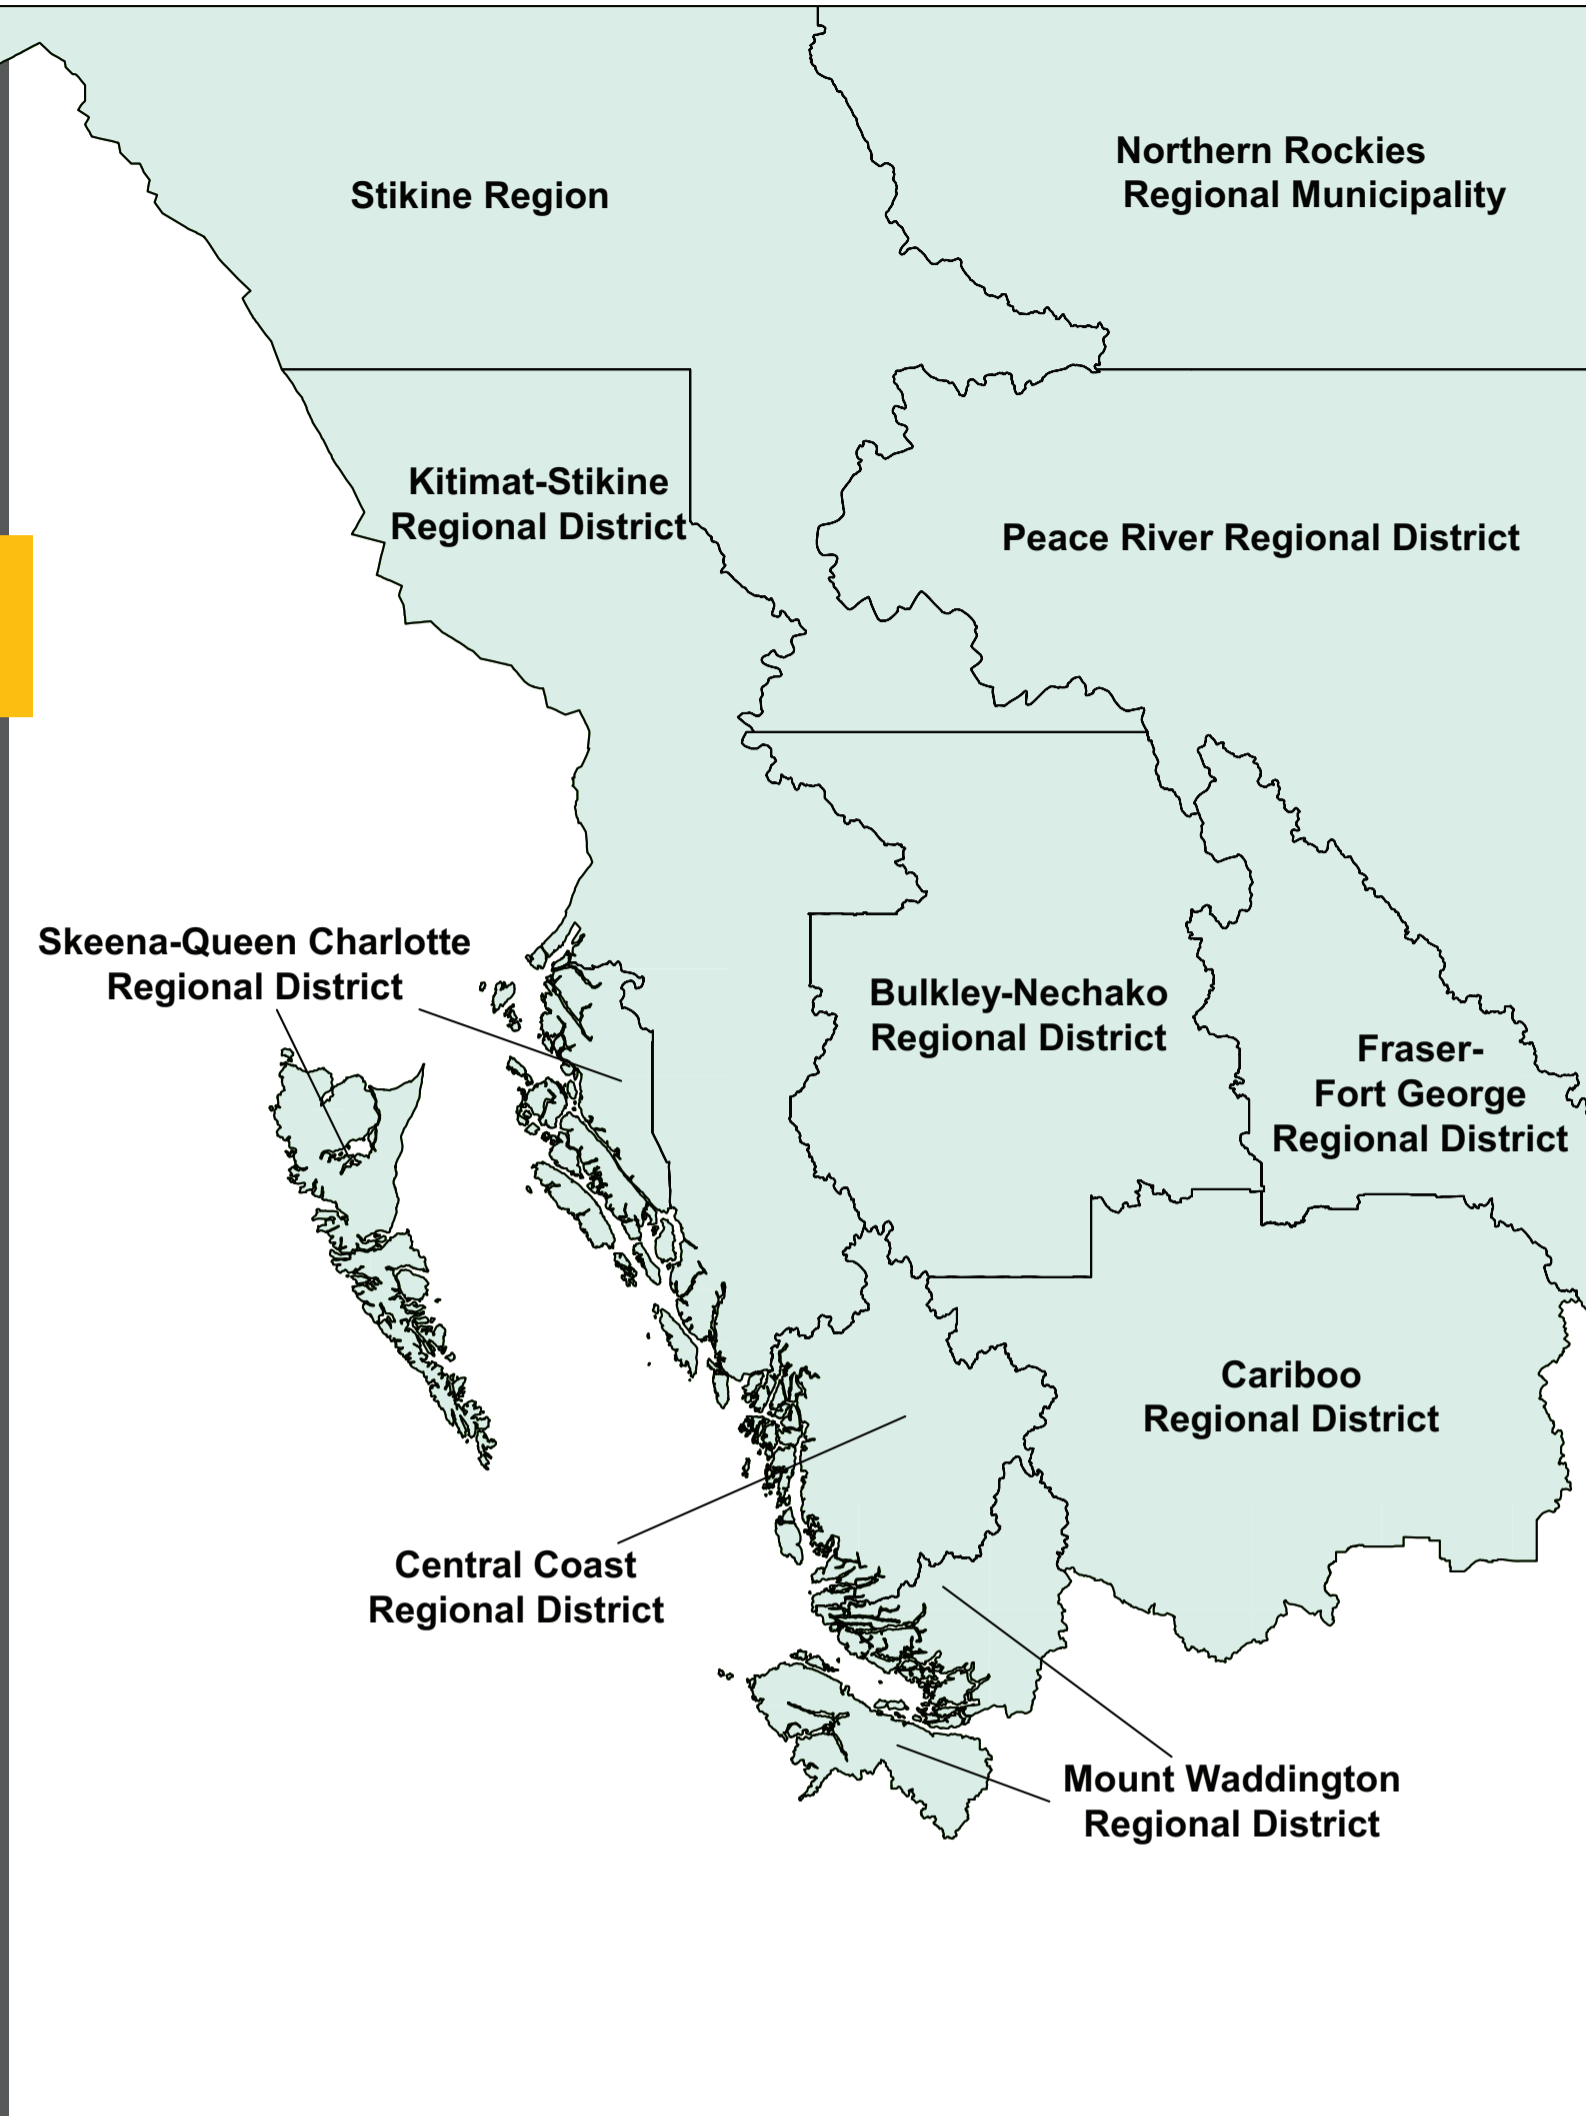 Northern Rockies
Regional Municipality
Stikine Region
Kitimat-Stikine
Regional District
Peace River Regional District
Skeena-Queen Charlotte
Regional District
Bulkley-Nechako
Regional District
Fraser-
Fort George
Regional District
Cariboo
Regional District
Central Coast
Regional District
Mount Waddington
Regional District